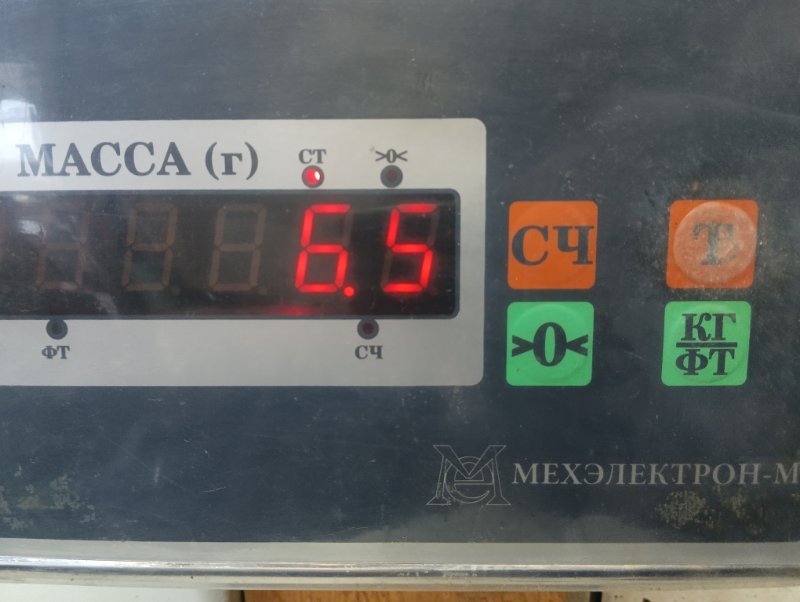 МАССА (г)
СТ
>0<
6.5
ФТ
СЧ
СЧ
Т
>0<
КГ
ФТ
МЕХЭЛЕКТРОН-М